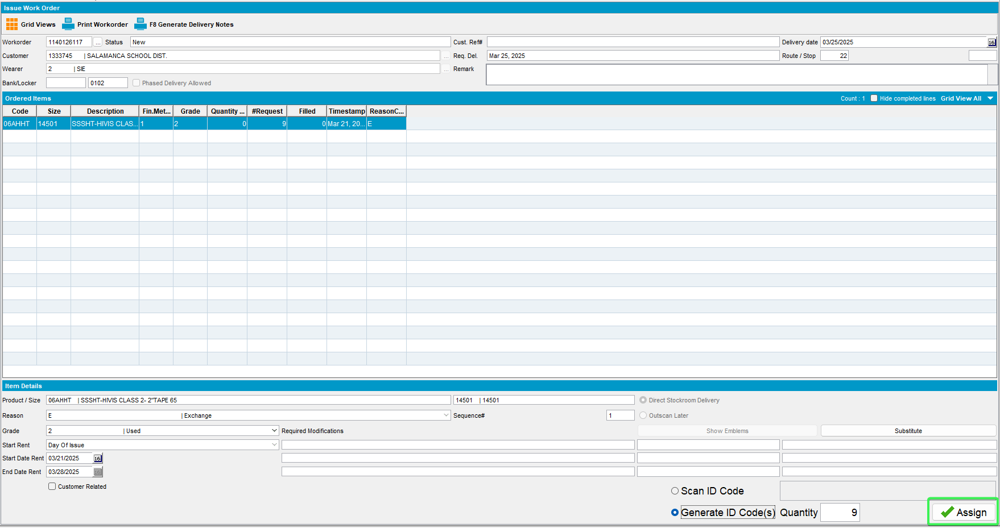 Issue Work Order
Grid Views Print Workorder F8 Generate Delivery Notes
Workorder 1140126117 ... Status New Cust. Ref# Delivery date 03/25/2025 16
Customer 1333745 | SALAMANCA SCHOOL DIST. ... Req. Del. Mar 25, 2025 Route / Stop 22
Wearer 2 | SIE ... Remark
Bank/Locker 0102 Phased Delivery Allowed
Ordered Items Count : 1 Hide completed lines Grid View All
Code Size Description Fin.Met... Grade Quantity ... #Request Filled Timestamp ReasonC...
06AHHT 14501 SSSHT-HIVIS CLAS... 1 2 0 9 0 Mar 21, 20... E
Item Details
Product / Size 06AHHT | SSSHT-HIVIS CLASS 2- 2"TAPE 65 14501 | 14501 Direct Stockroom Delivery
Reason E | Exchange Sequence# 1 Outscan Later
Grade 2 | Used Required Modifications Show Emblems Substitute
Start Rent Day Of Issue
Start Date Rent 03/21/2025 16
End Date Rent 03/28/2025 16
Customer Related
Scan ID Code
Generate ID Code(s) Quantity 9 Assign